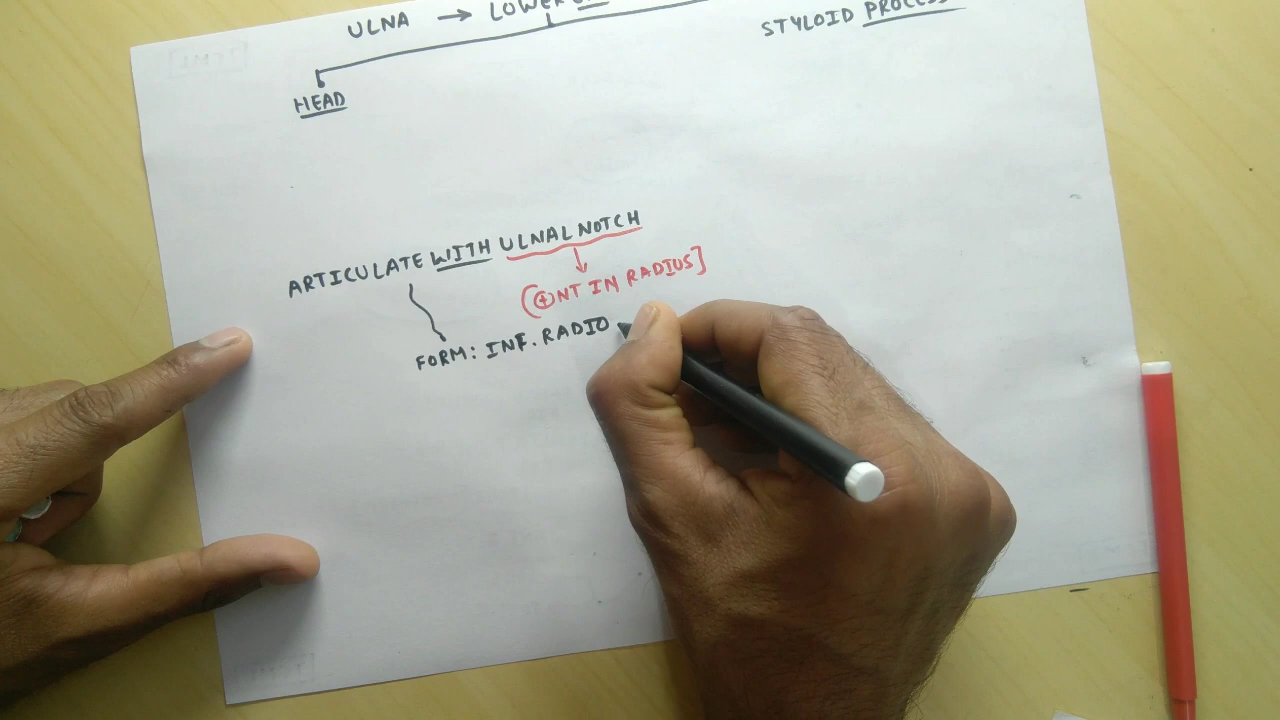 ULNA → LOWER
STYLOID PROCESS
HEAD
ARTICULATE WITH ULNAL NOTCH
(⊕NT IN RADIUS]
FORM: INF. RADIO